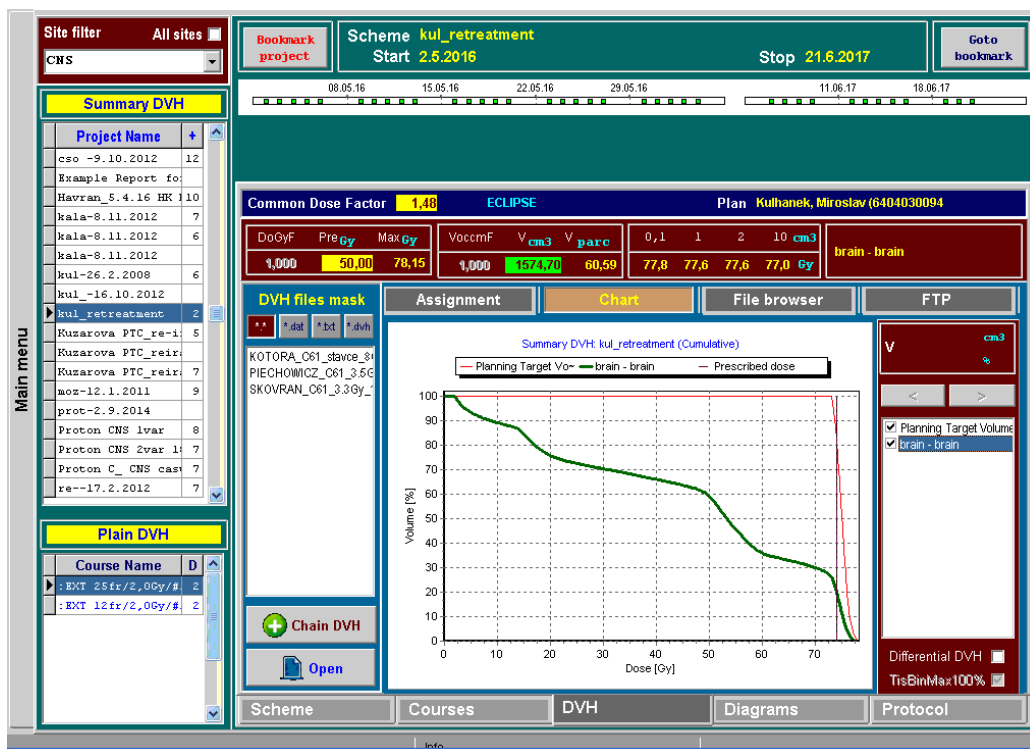 Main menu
Site filter All sites
CNS
Summary DVH
Project Name +
cso -9.10.2012 12
Example Report fo
Havran_5.4.16 HK 10
kala-8.11.2012 7
kala-8.11.2012 6
kala-8.11.2012
kul-26.2.2008 6
kul_-16.10.2012
kul_retreatment 2
Kuzarova PTC_re-i 5
Kuzarova PTC_reir
Kuzarova PTC_reir 7
moz-12.1.2011 9
prot-2.9.2014
Proton CNS 1var 8
Proton CNS 2var 7
Proton C_ CNS cas 7
re--17.2.2012 7
Plain DVH
Course Name D
:EXT 25fr/2,0Gy/# 2
:EXT 12fr/2,0Gy/# 2
Bookmark project
Scheme kul_retreatment
Start 2.5.2016 Stop 21.6.2017
Goto bookmark
08.05.16 15.05.16 22.05.16 29.05.16 11.06.17 18.06.17
Common Dose Factor 1,48 ECLIPSE Plan Kulhanek, Miroslav (6404030094
DoGyF Pre Gy Max Gy VoccmF V cm3 V parc 0,1 1 2 10 cm3
1,000 50,00 78,15 1,000 1574,70 60,59 77,8 77,6 77,6 77,0 Gy
brain - brain
DVH files mask
*.* *.dat *.txt *.dvh
KOTORA_C61_stavce_8
PIECHOWICZ_C61_3.5G
SKOVRAN_C61_3.3Gy_
Chain DVH
Open
Assignment Chart File browser FTP
Summary DVH: kul_retreatment (Cumulative)
Planning Target Vo~ brain - brain Prescribed dose
Volume [%]
100
90
80
70
60
50
40
30
20
10
0
0 10 20 30 40 50 60 70
Dose [Gy]
V cm3
%
< >
Planning Target Volume
brain - brain
Differential DVH
TisBinMax100%
Scheme Courses DVH Diagrams Protocol
Info